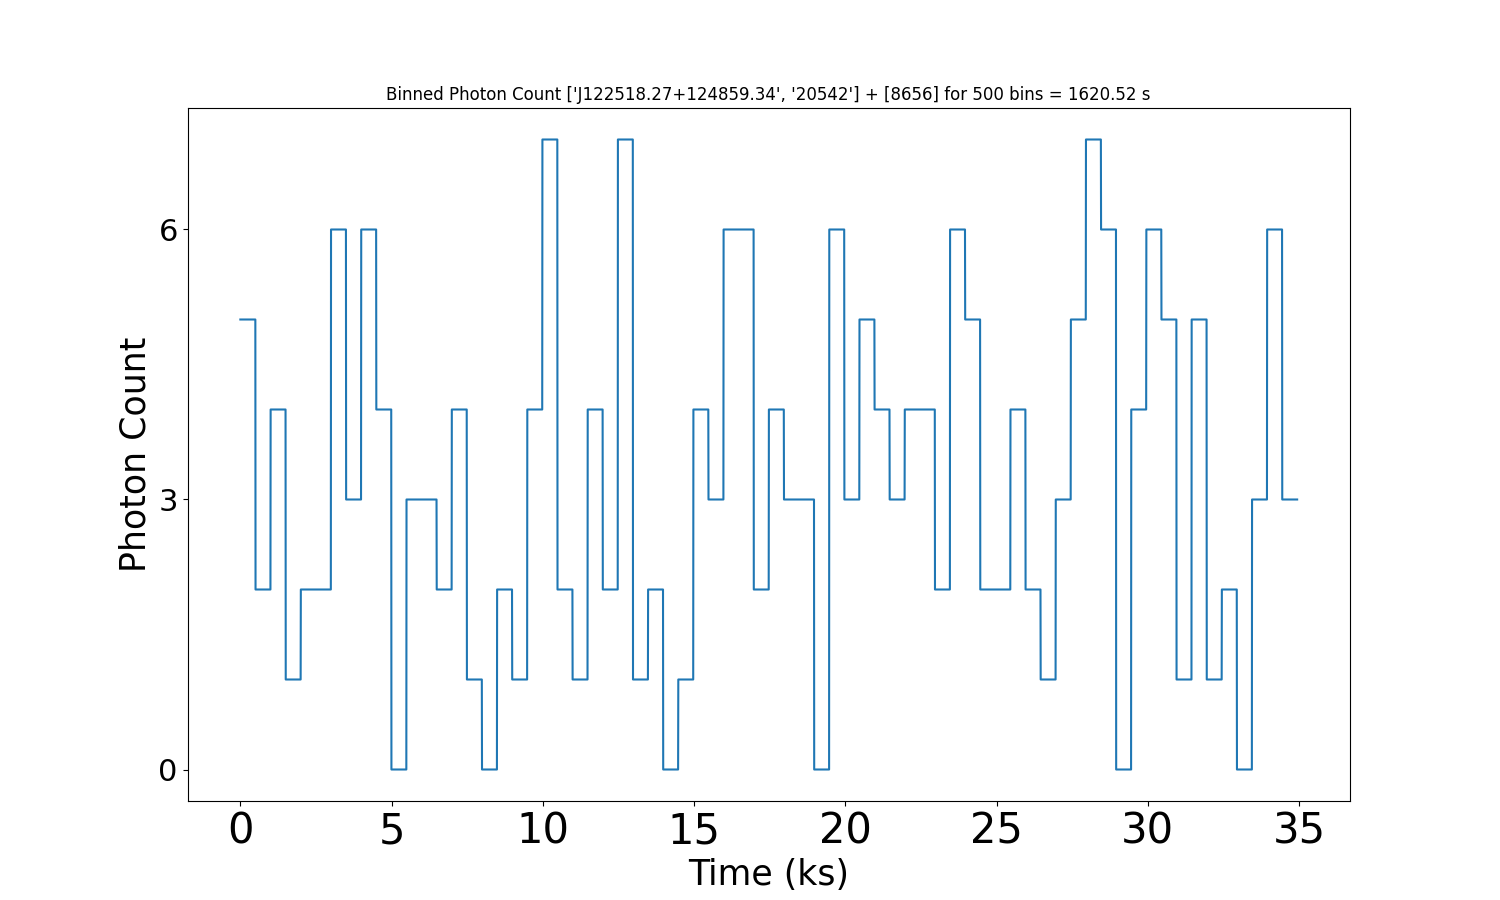 Binned Photon Count ['J122518.27+124859.34', '20542'] + [8656] for 500 bins = 1620.52 s
Photon Count
6
3
0
0 5 10 15 20 25 30 35
Time (ks)